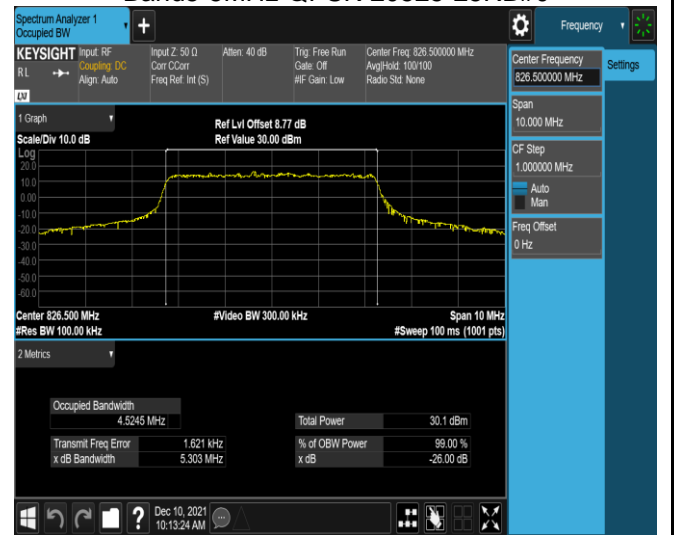 Spectrum Analyzer 1
Occupied BW
+
Frequency
KEYSIGHT
R L
LXI
Input: RF
Coupling: DC
Align: Auto
Input Z: 50 Ω
Corr CCorr
Freq Ref: Int (S)
Atten: 40 dB
Trig: Free Run
Gate: Off
#IF Gain: Low
Center Freq: 826.500000 MHz
Avg|Hold: 100/100
Radio Std: None
Center Frequency
826.500000 MHz
Settings
Span
10.000 MHz
CF Step
1.000000 MHz
Auto
Man
Freq Offset
0 Hz
1 Graph
Scale/Div 10.0 dB
Ref Lvl Offset 8.77 dB
Ref Value 30.00 dBm
Log
20.0
10.0
0.00
-10.0
-20.0
-30.0
-40.0
-50.0
-60.0
Center 826.500 MHz
#Video BW 300.00 kHz
Span 10 MHz
#Res BW 100.00 kHz
#Sweep 100 ms (1001 pts)
2 Metrics
Occupied Bandwidth
4.5245 MHz
Total Power 30.1 dBm
Transmit Freq Error 1.621 kHz
% of OBW Power 99.00 %
x dB Bandwidth 5.303 MHz
x dB -26.00 dB
?
Dec 10, 2021
10:13:24 AM